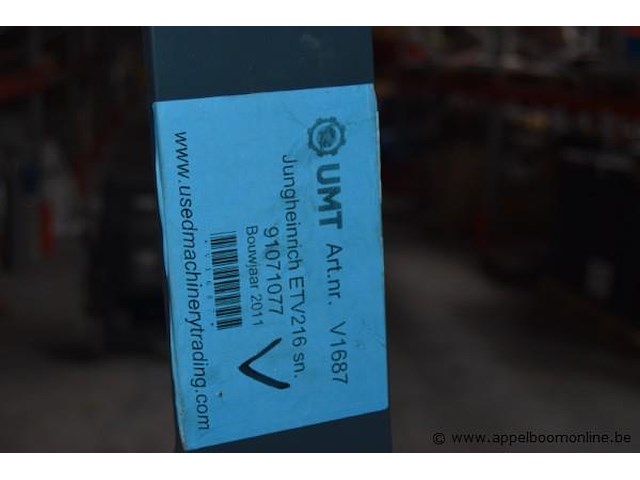 UMT Art.nr. V1687
Jungheinrich ETV216 sn.
91071077
Bouwjaar 2011
www.usedmachinerytrading.com
© www.appelboomonline.be